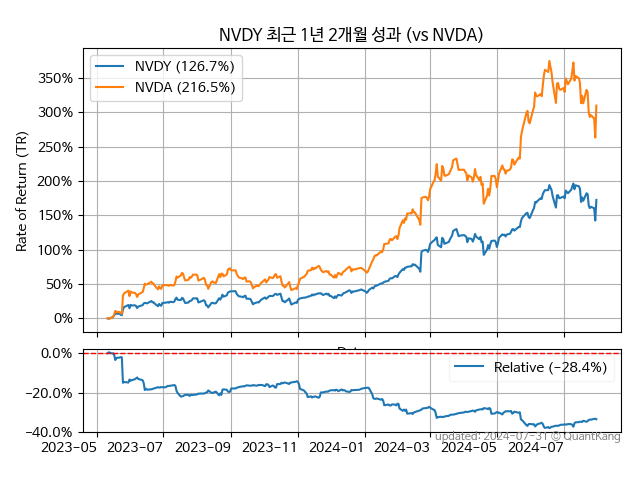 NVDY 최근 1년 2개월 성과 (vs NVDA)
NVDY (126.7%)
NVDA (216.5%)
Rate of Return (TR)
350%
300%
250%
200%
150%
100%
50%
0%
0.0%
−20.0%
−40.0%
Relative (−28.4%)
updated: 2024-07-31 © QuantKang
2023-05 2023-07 2023-09 2023-11 2024-01 2024-03 2024-05 2024-07